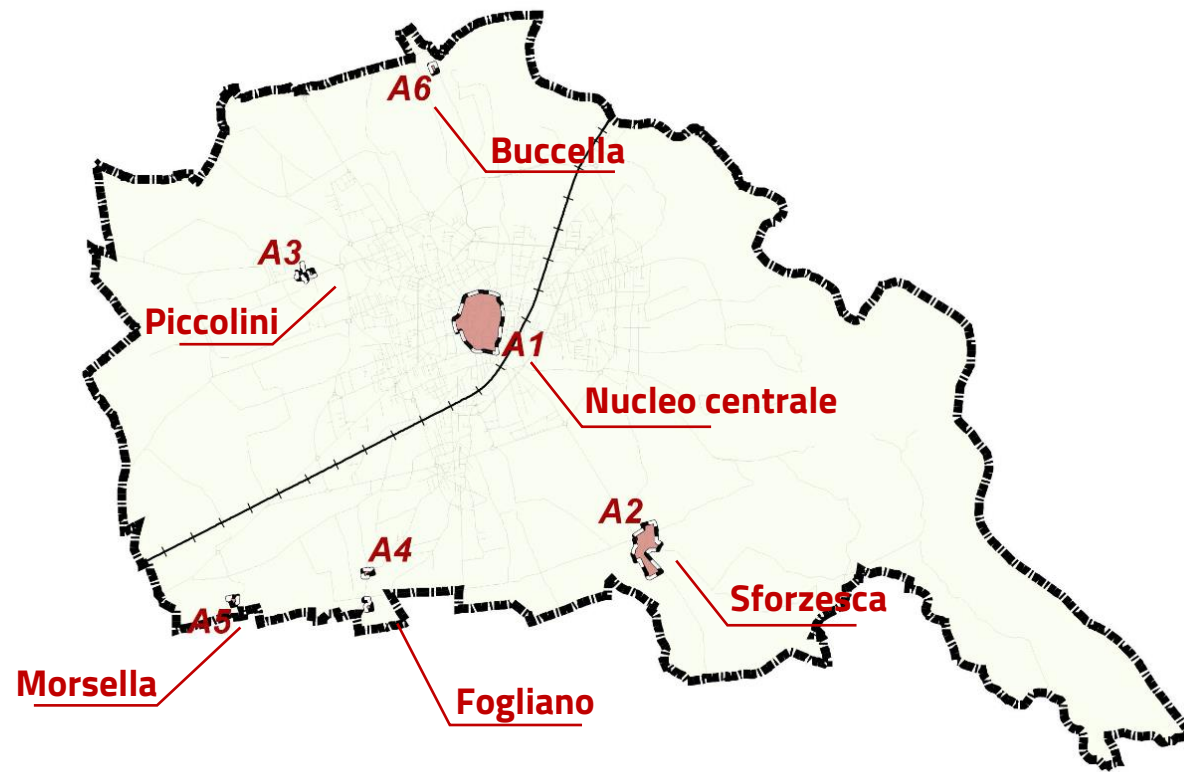 A6
Buccella
A3
Piccolini
A1
Nucleo centrale
A2
Sforzesca
A4
Fogliano
A5
Morsella